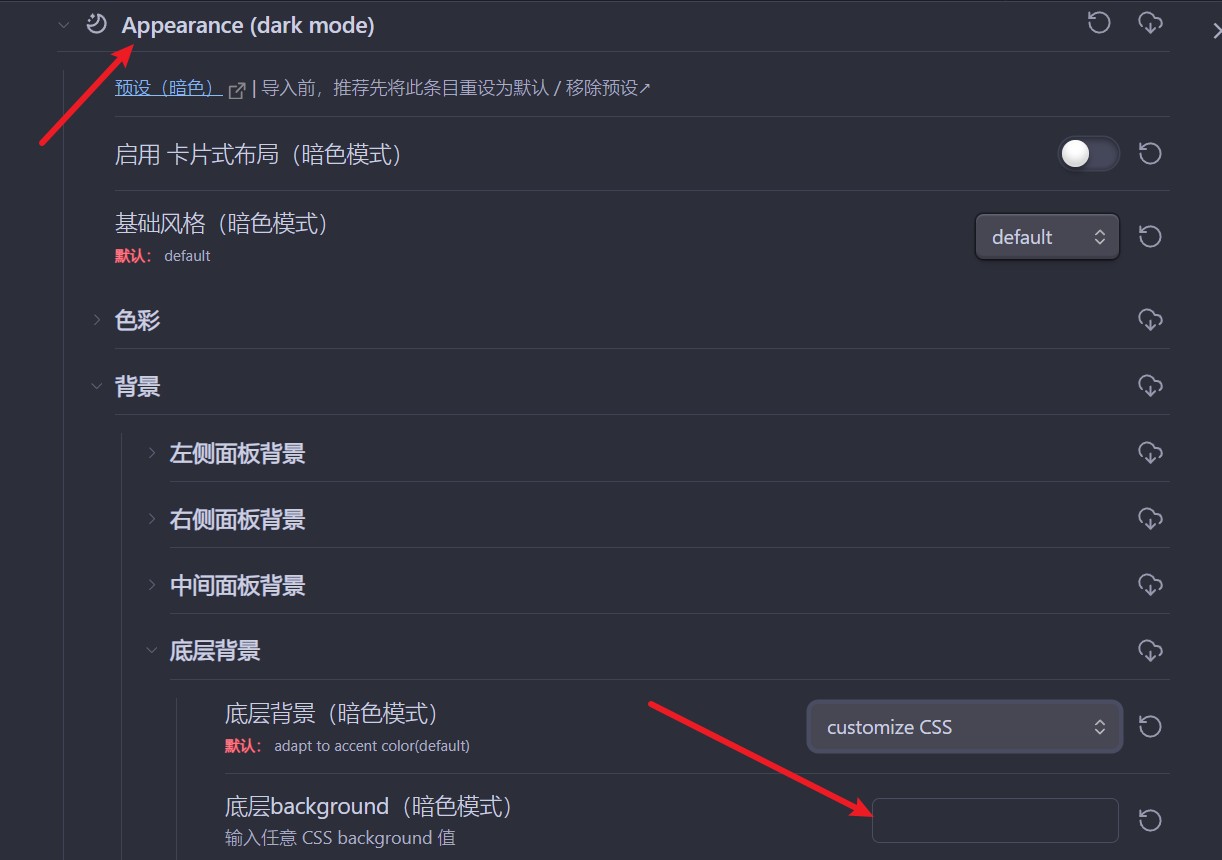 Appearance (dark mode)
预设（暗色） | 导入前，推荐先将此条目重设为默认 / 移除预设↗
启用 卡片式布局（暗色模式）
基础风格（暗色模式）
default
默认： default
色彩
背景
左侧面板背景
右侧面板背景
中间面板背景
底层背景
底层背景（暗色模式）
customize CSS
默认： adapt to accent color(default)
底层background（暗色模式）
输入任意 CSS background 值